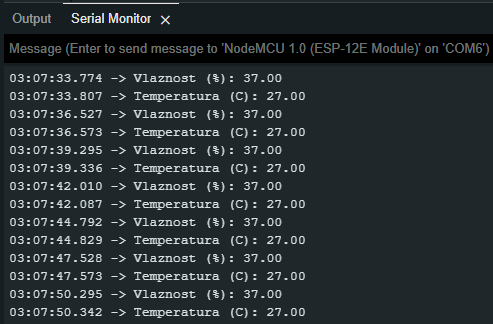 Output Serial Monitor ×
Message (Enter to send message to 'NodeMCU 1.0 (ESP-12E Module)' on 'COM6')
03:07:33.774 -> Vlaznost (%): 37.00
03:07:33.807 -> Temperatura (C): 27.00
03:07:36.527 -> Vlaznost (%): 37.00
03:07:36.573 -> Temperatura (C): 27.00
03:07:39.295 -> Vlaznost (%): 37.00
03:07:39.336 -> Temperatura (C): 27.00
03:07:42.010 -> Vlaznost (%): 37.00
03:07:42.087 -> Temperatura (C): 27.00
03:07:44.792 -> Vlaznost (%): 37.00
03:07:44.829 -> Temperatura (C): 27.00
03:07:47.528 -> Vlaznost (%): 37.00
03:07:47.573 -> Temperatura (C): 27.00
03:07:50.295 -> Vlaznost (%): 37.00
03:07:50.342 -> Temperatura (C): 27.00